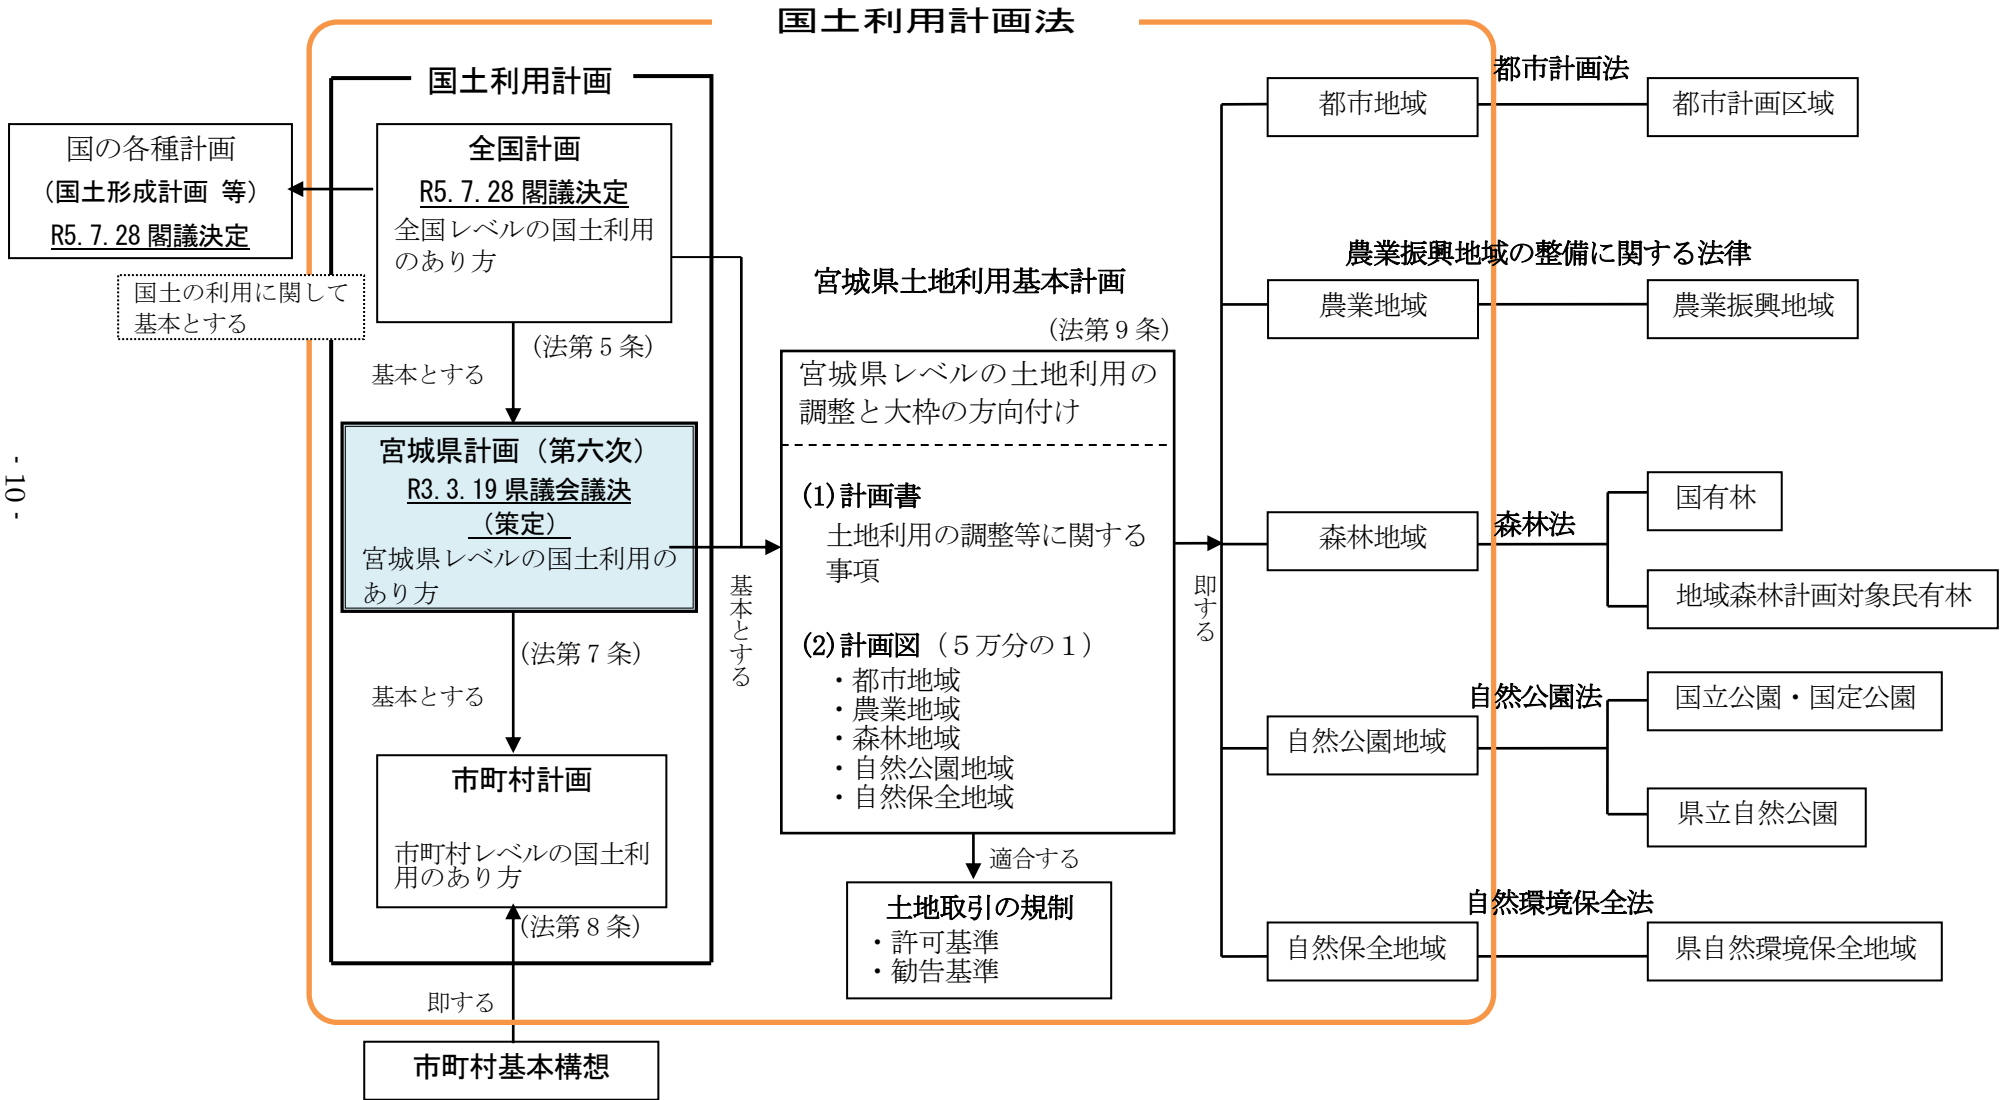 国土利用計画法
国土利用計画
国の各種計画
（国土形成計画 等）
R5.7.28 閣議決定
国土の利用に関して
基本とする
全国計画
R5.7.28 閣議決定
全国レベルの国土利用
のあり方
(法第５条)
基本とする
宮城県計画（第六次）
R3.3.19 県議会議決
（策定）
宮城県レベルの国土利用の
あり方
(法第７条)
基本とする
市町村計画
市町村レベルの国土利
用のあり方
(法第８条)
即する
市町村基本構想
基本とする
宮城県土地利用基本計画
(法第９条)
宮城県レベルの土地利用の
調整と大枠の方向付け
(1)計画書
土地利用の調整等に関する
事項
(2)計画図（５万分の１）
・都市地域
・農業地域
・森林地域
・自然公園地域
・自然保全地域
適合する
土地取引の規制
・許可基準
・勧告基準
即する
都市地域
都市計画法
都市計画区域
農業振興地域の整備に関する法律
農業地域
農業振興地域
森林地域
森林法
国有林
地域森林計画対象民有林
自然公園地域
自然公園法
国立公園・国定公園
県立自然公園
自然環境保全法
自然保全地域
県自然環境保全地域
- 10 -